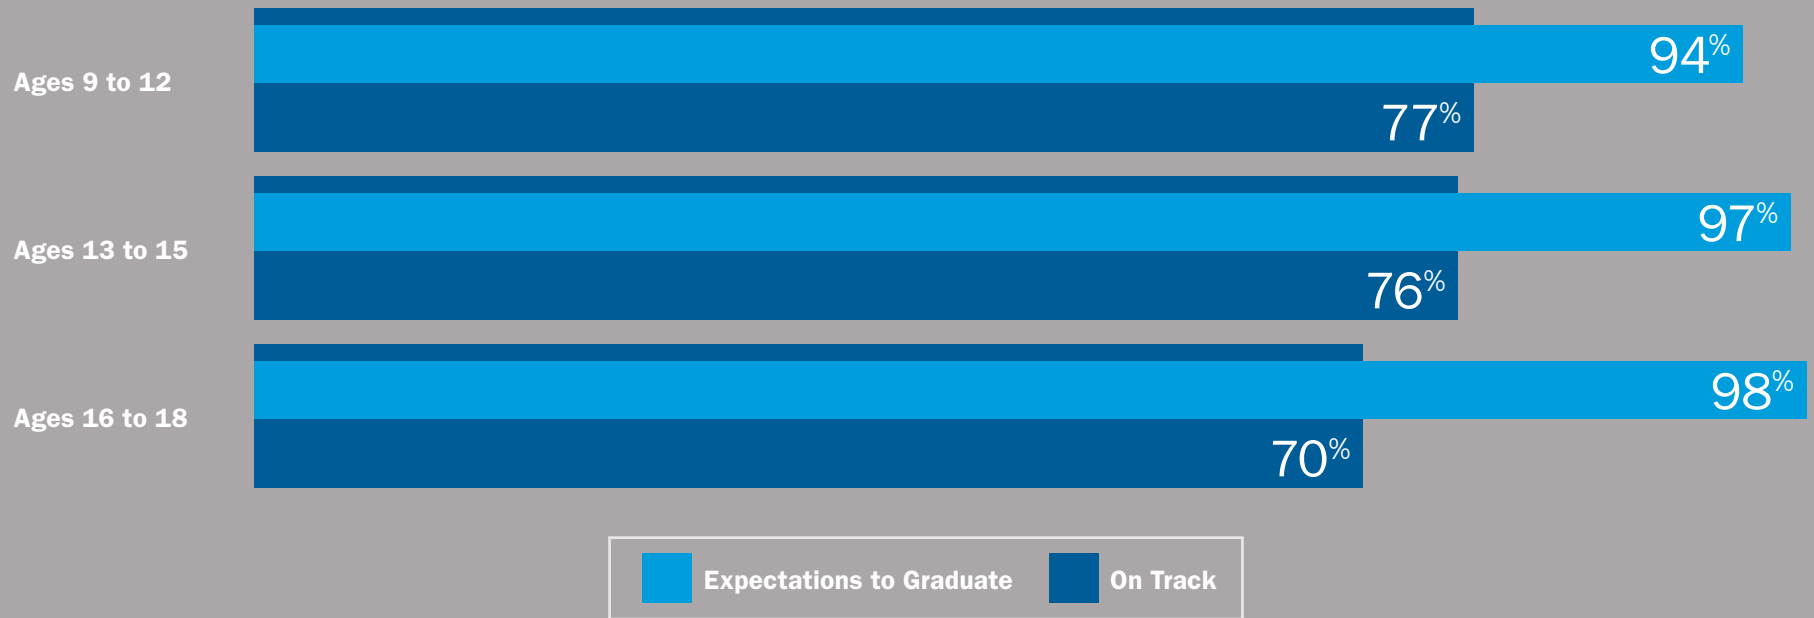 94%
Ages 9 to 12
77%
97%
Ages 13 to 15
76%
98%
Ages 16 to 18
70%
Expectations to Graduate On Track